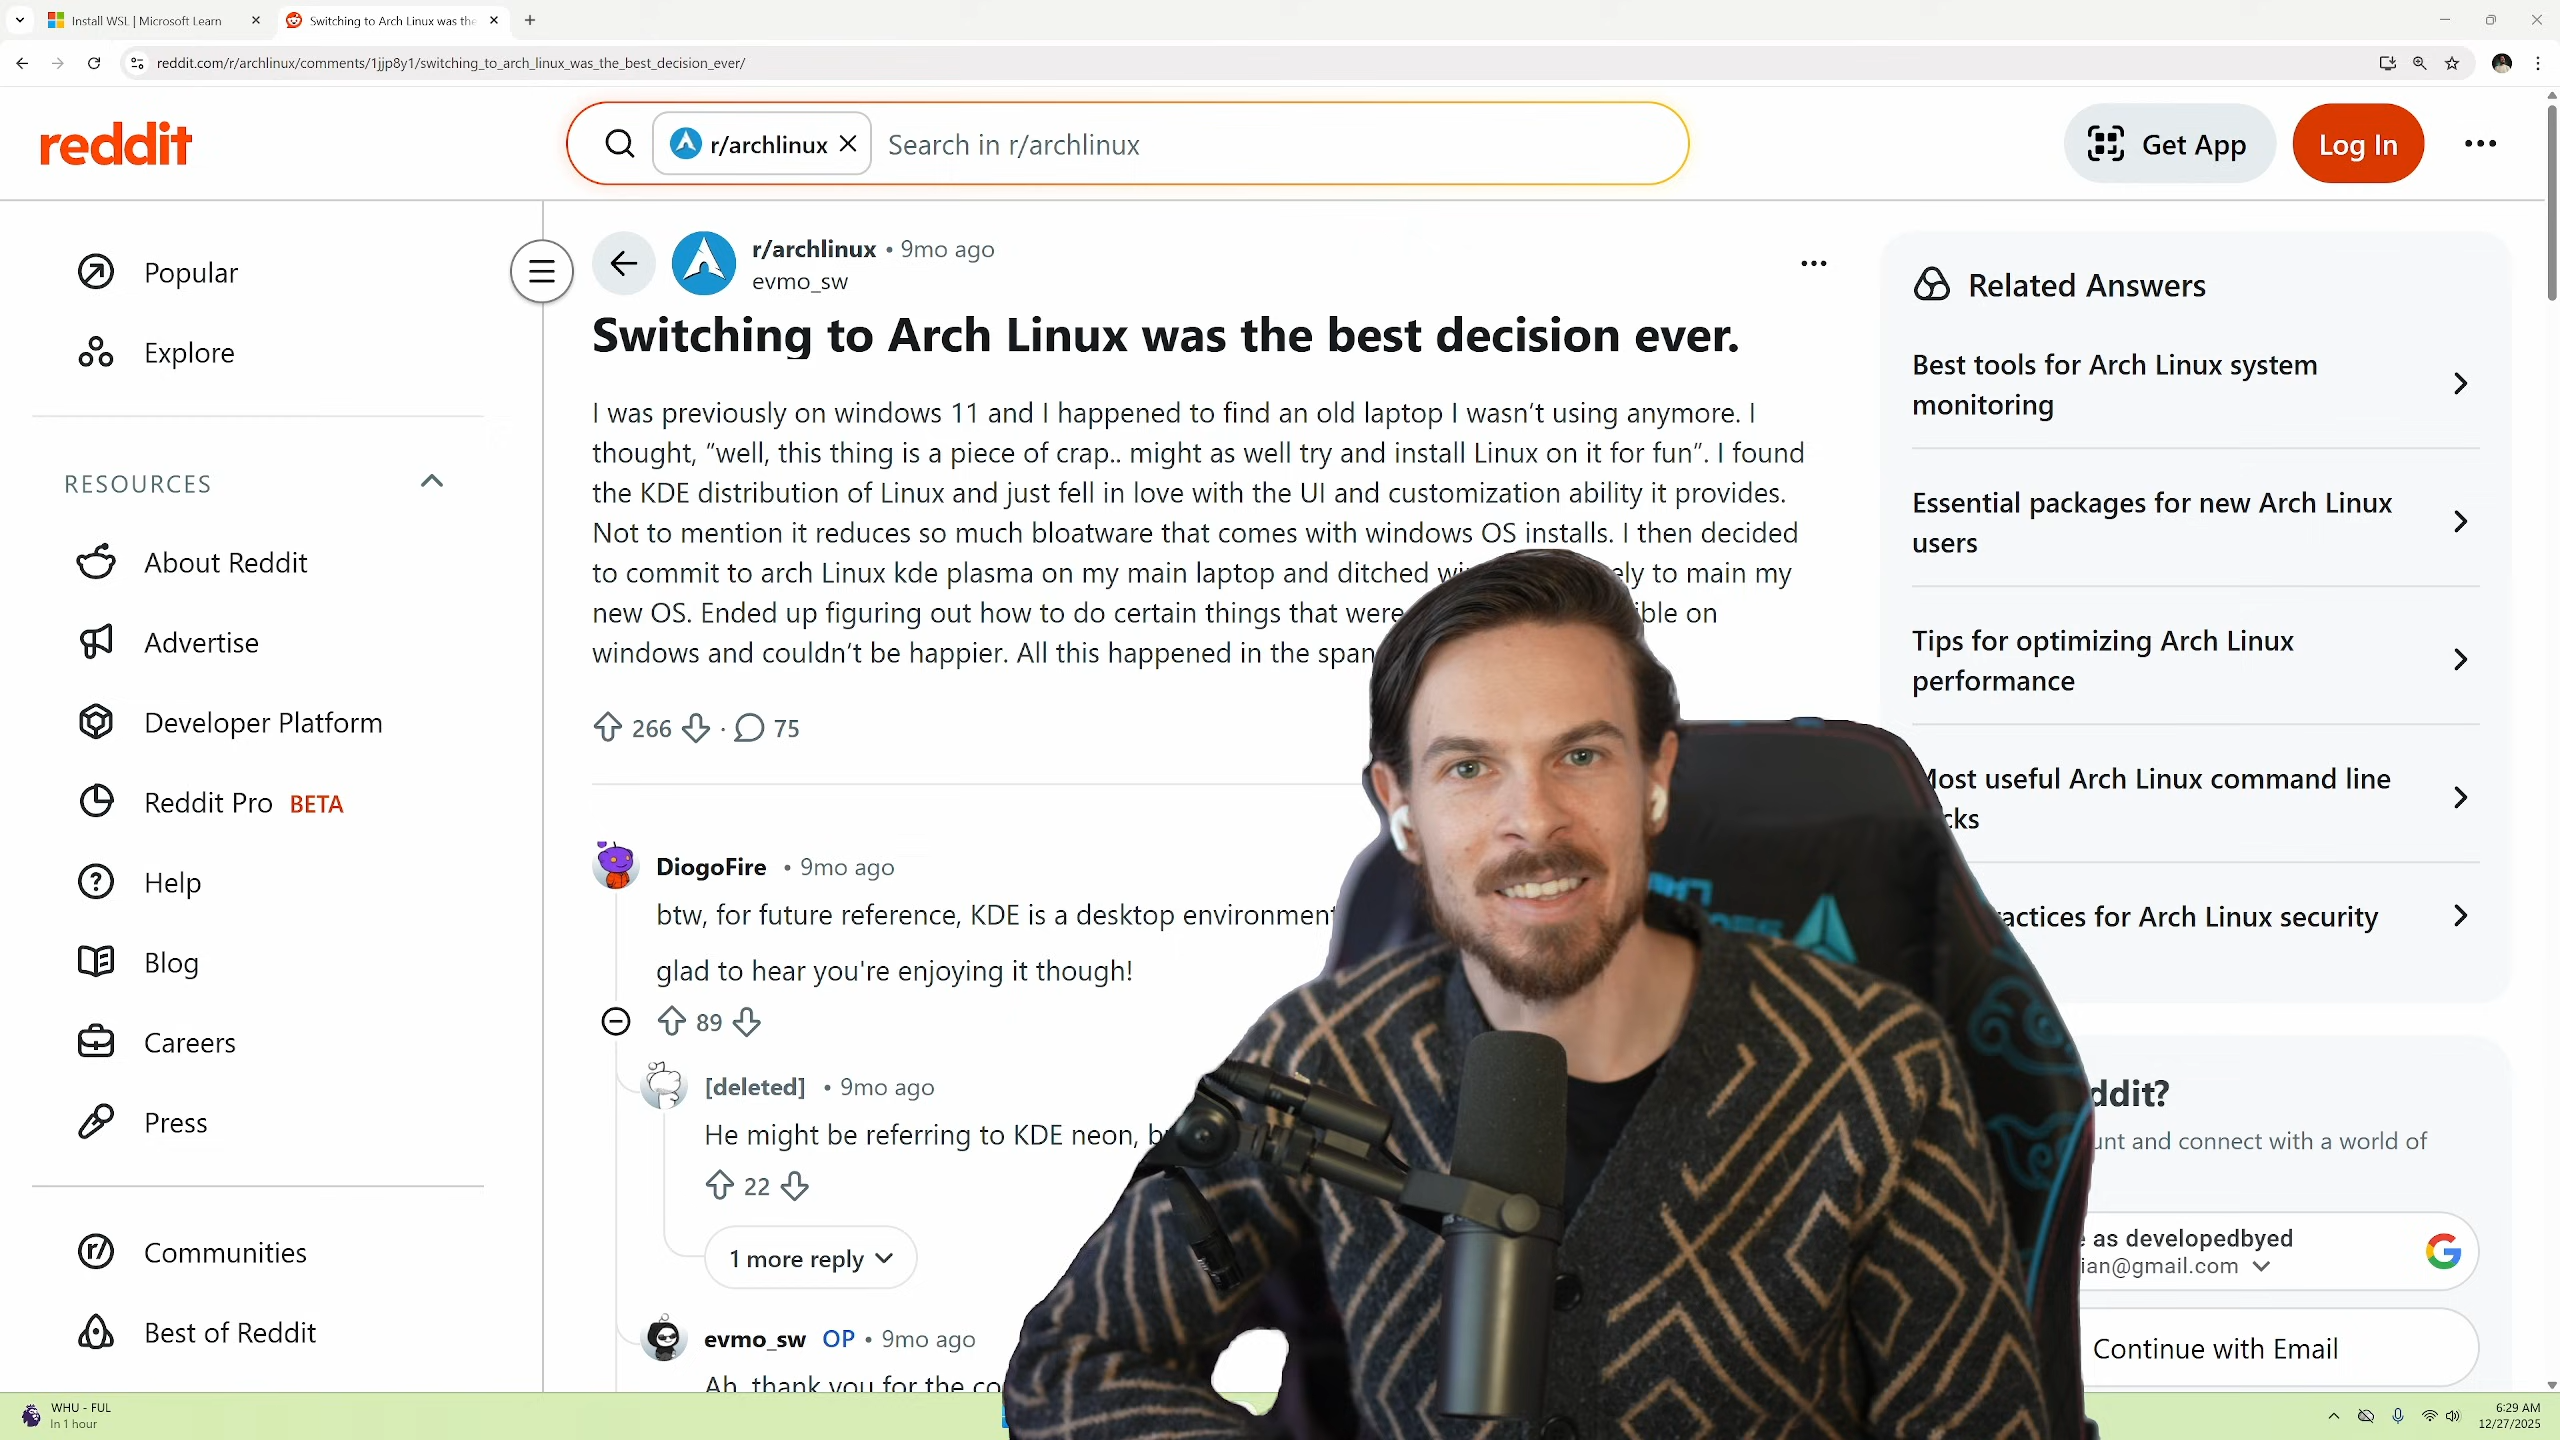 Install WSL | Microsoft Learn
Switching to Arch Linux was the
reddit.com/r/archlinux/comments/1jjp8y1/switching_to_arch_linux_was_the_best_decision_ever/
reddit
r/archlinux
Search in r/archlinux
Get App
Log In
Popular
Explore
RESOURCES
About Reddit
Advertise
Developer Platform
Reddit Pro BETA
Help
Blog
Careers
Press
Communities
Best of Reddit
r/archlinux • 9mo ago
evmo_sw
Switching to Arch Linux was the best decision ever.
I was previously on windows 11 and I happened to find an old laptop I wasn’t using anymore. I
thought, “well, this thing is a piece of crap.. might as well try and install Linux on it for fun”. I found
the KDE distribution of Linux and just fell in love with the UI and customization ability it provides.
Not to mention it reduces so much bloatware that comes with windows OS installs. I then decided
to commit to arch Linux kde plasma on my main laptop and ditched wi ely to main my
new OS. Ended up figuring out how to do certain things that were ible on
windows and couldn’t be happier. All this happened in the span
266 · 75
DiogoFire • 9mo ago
btw, for future reference, KDE is a desktop environment
glad to hear you're enjoying it though!
89
[deleted] • 9mo ago
He might be referring to KDE neon, b
22
1 more reply
evmo_sw OP • 9mo ago
Ah, thank you for the co
Related Answers
Best tools for Arch Linux system
monitoring
Essential packages for new Arch Linux
users
Tips for optimizing Arch Linux
performance
Most useful Arch Linux command line
cks
actices for Arch Linux security
ddit?
unt and connect with a world of
e as developedbyed
ian@gmail.com
Continue with Email
WHU - FUL
In 1 hour
6:29 AM
12/27/2025